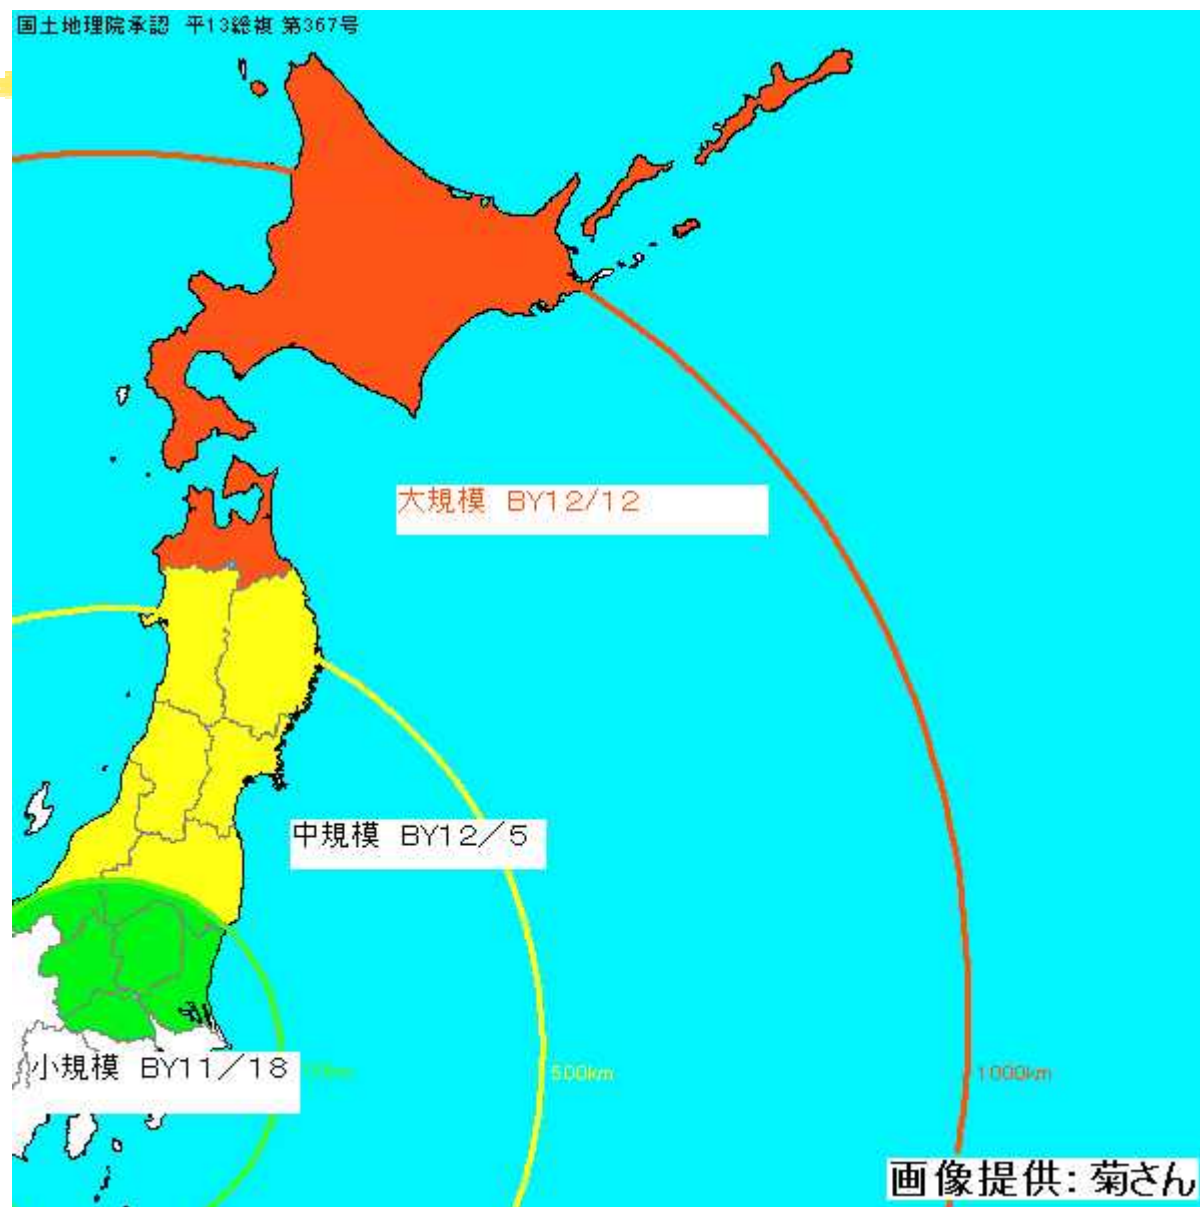 国土地理院承認 平13総複 第367号
大規模 BY12/12
中規模 BY12/5
小規模 BY11/18
500km
1000km
画像提供:菊さん